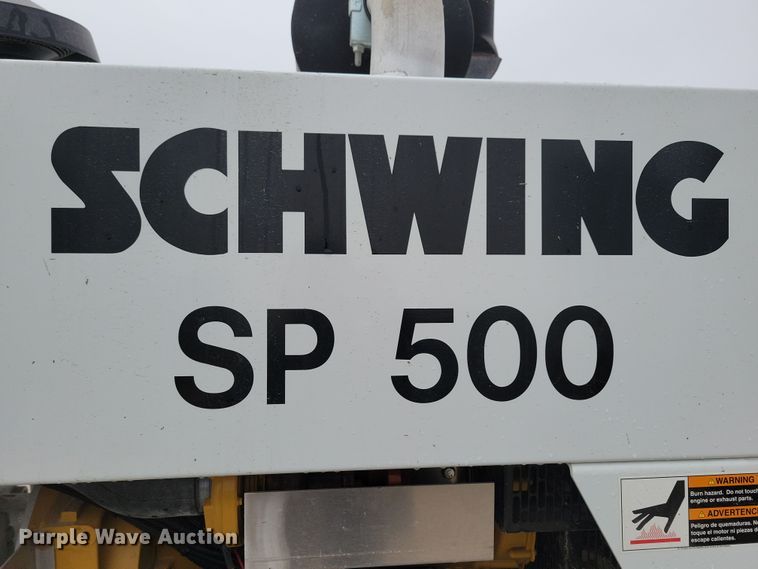 SCHWING
SP 500
WARNING
Burn hazard. Do not touch
engine or exhaust parts.
ADVERTENCI
Peligro de quemaduras. No
toque el motor ni piezas de
escape calientes.
Purple Wave Auction